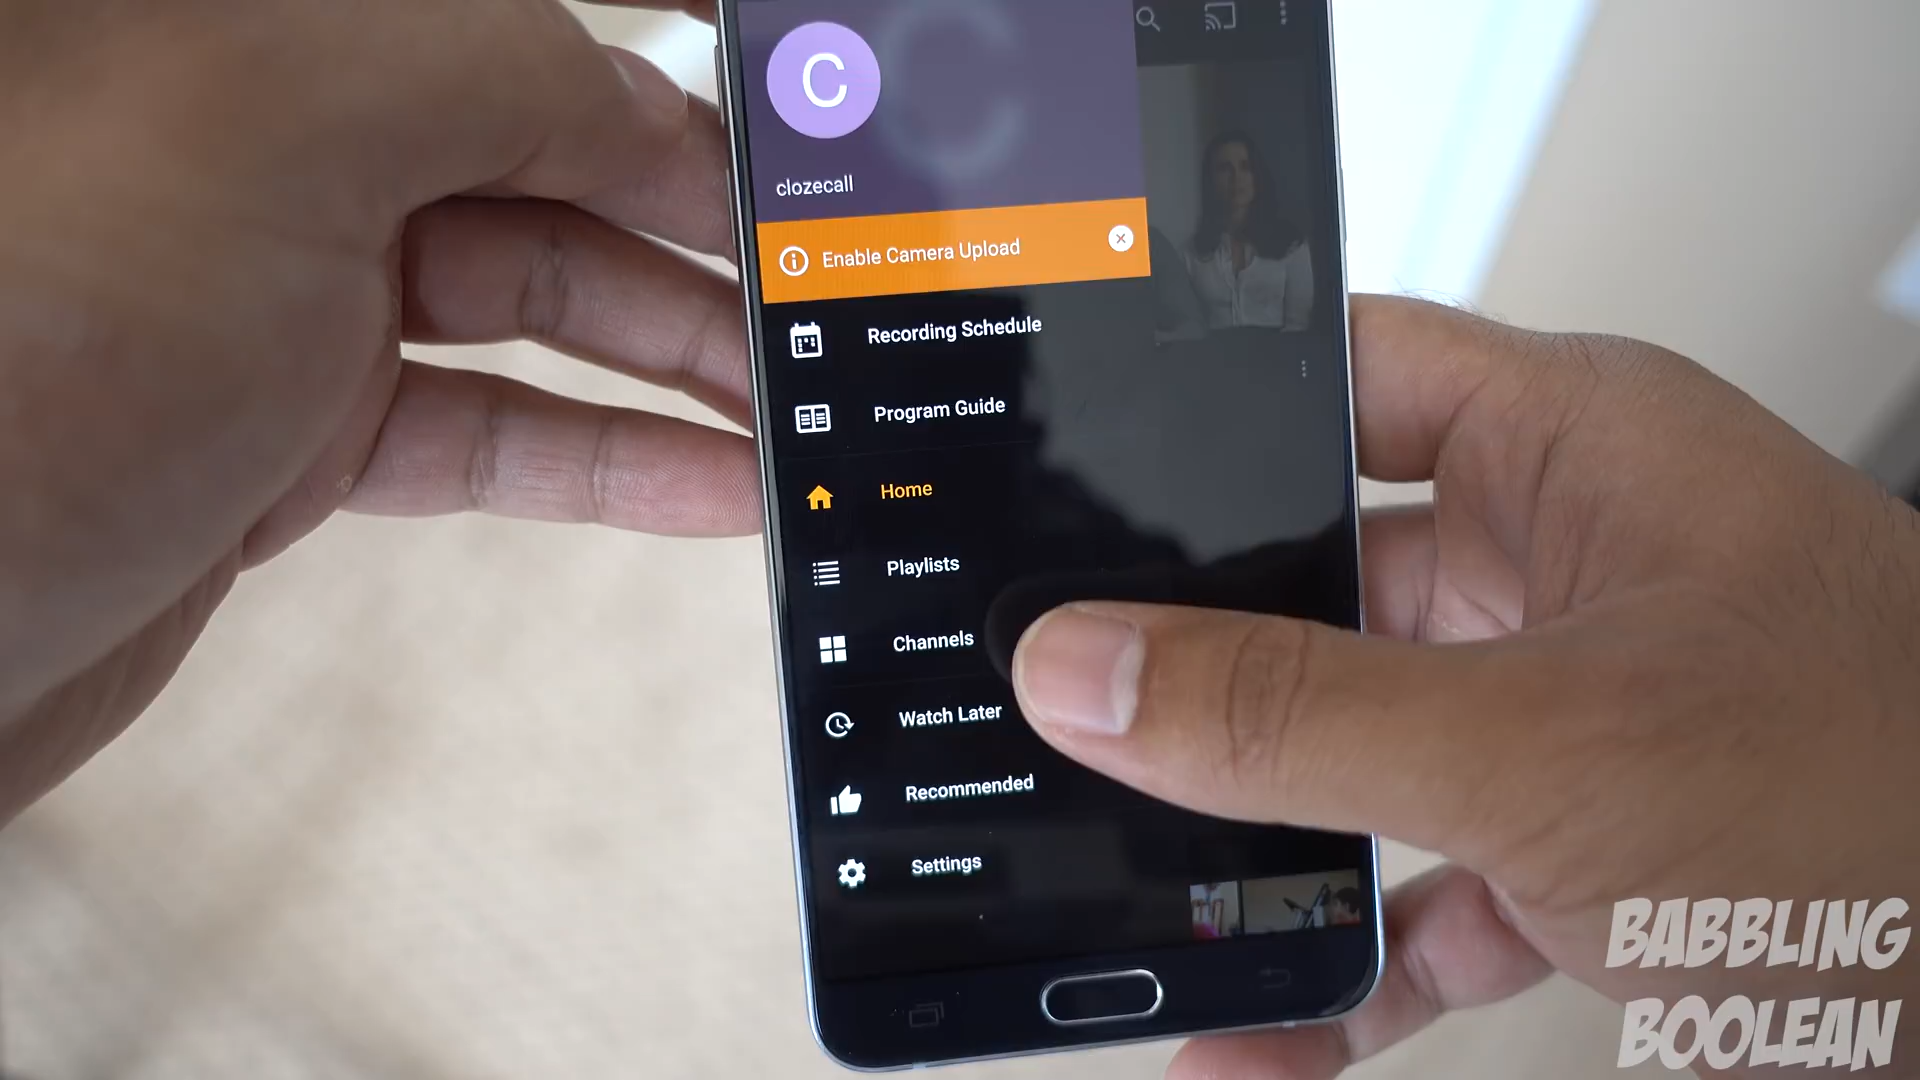 C
clozecall
Enable Camera Upload
Recording Schedule
Program Guide
Home
Playlists
Channels
Watch Later
Recommended
Settings
BABBLING
BOOLEAN